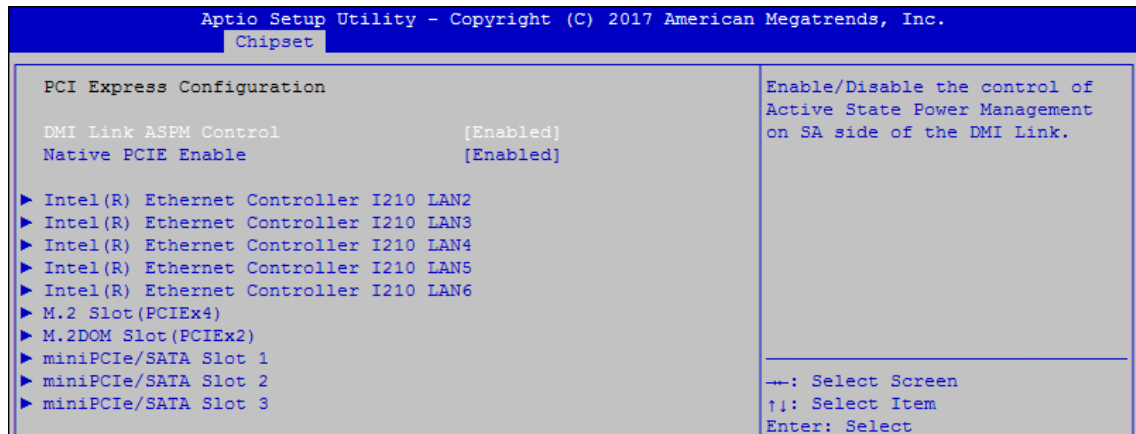 Aptio Setup Utility - Copyright (C) 2017 American Megatrends, Inc.
Chipset
PCI Express Configuration
DMI Link ASPM Control [Enabled]
Native PCIE Enable [Enabled]
▶ Intel(R) Ethernet Controller I210 LAN2
▶ Intel(R) Ethernet Controller I210 LAN3
▶ Intel(R) Ethernet Controller I210 LAN4
▶ Intel(R) Ethernet Controller I210 LAN5
▶ Intel(R) Ethernet Controller I210 LAN6
▶ M.2 Slot(PCIEx4)
▶ M.2DOM Slot(PCIEx2)
▶ miniPCIe/SATA Slot 1
▶ miniPCIe/SATA Slot 2
▶ miniPCIe/SATA Slot 3
Enable/Disable the control of
Active State Power Management
on SA side of the DMI Link.
→←: Select Screen
↑↓: Select Item
Enter: Select